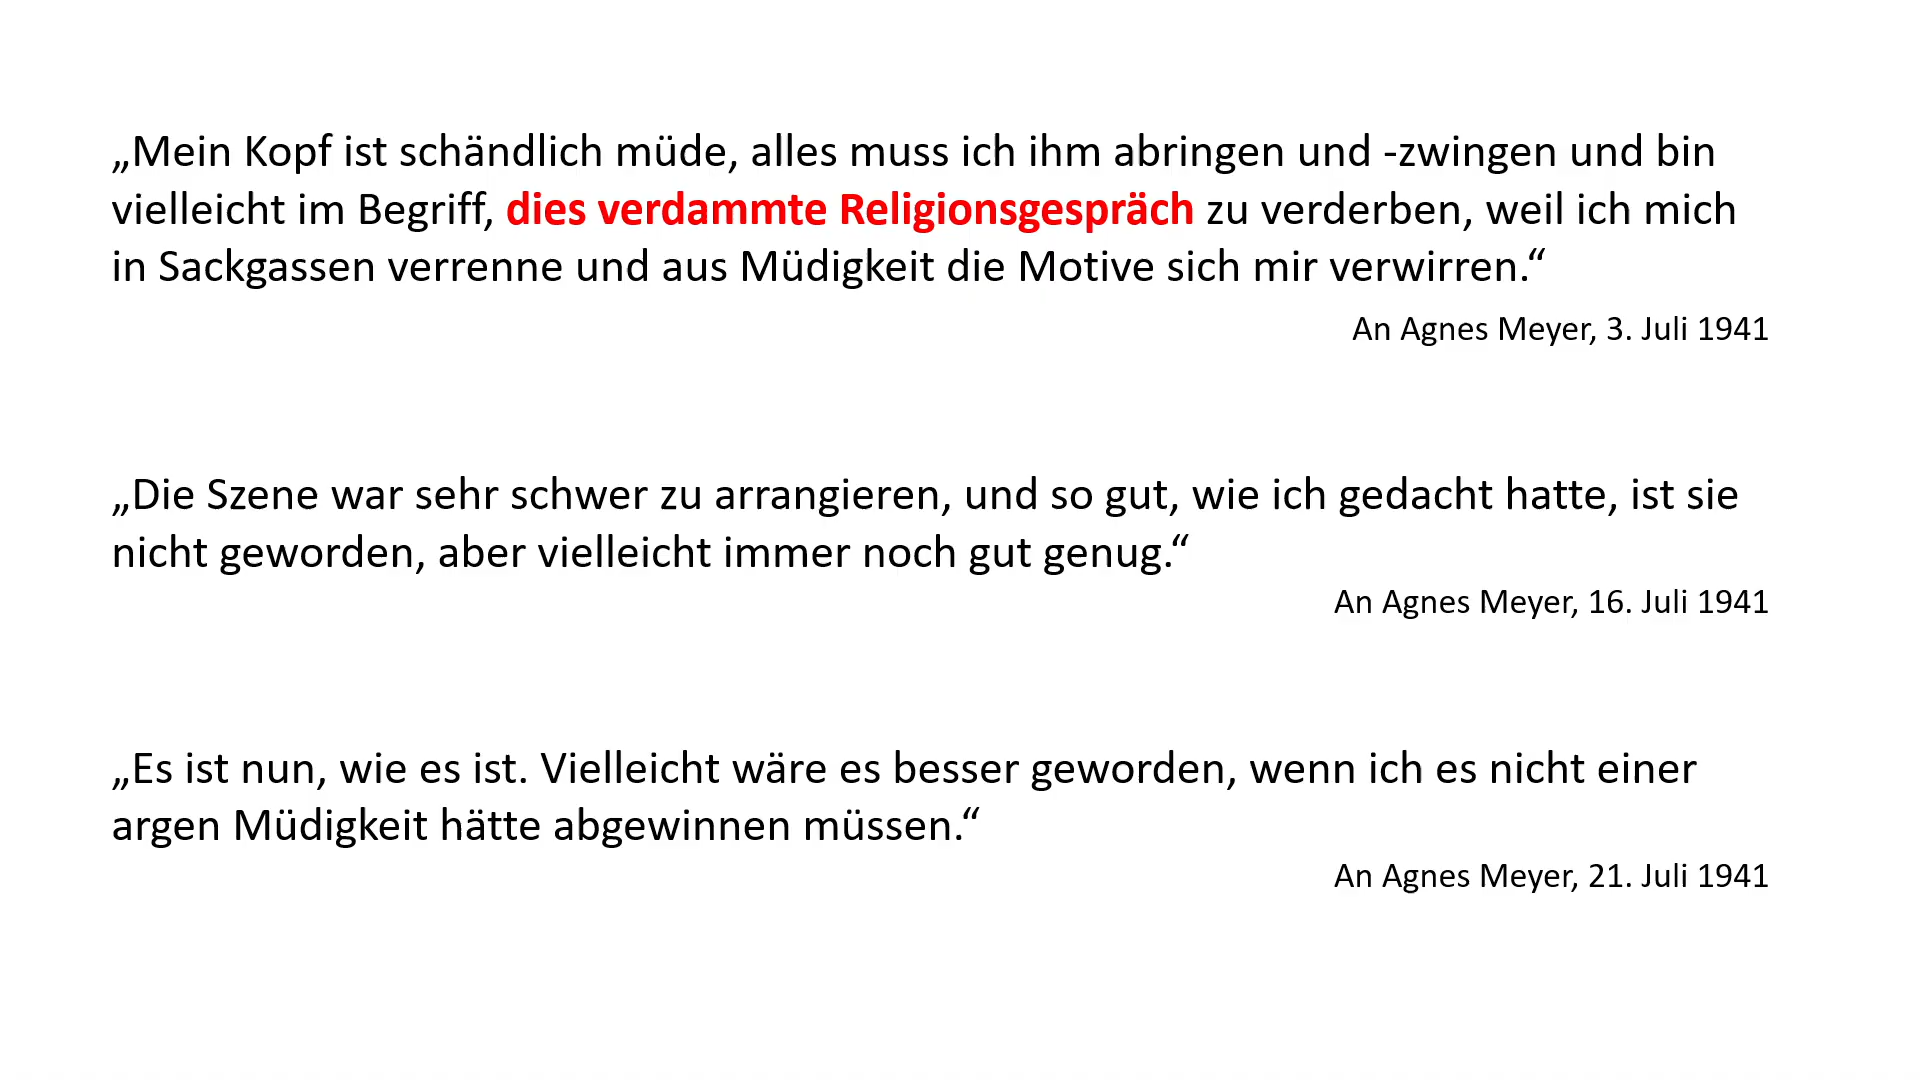 „Mein Kopf ist schändlich müde, alles muss ich ihm abringen und -zwingen und bin
vielleicht im Begriff, dies verdammte Religionsgespräch zu verderben, weil ich mich
in Sackgassen verrenne und aus Müdigkeit die Motive sich mir verwirren.“
An Agnes Meyer, 3. Juli 1941
„Die Szene war sehr schwer zu arrangieren, und so gut, wie ich gedacht hatte, ist sie
nicht geworden, aber vielleicht immer noch gut genug.“
An Agnes Meyer, 16. Juli 1941
„Es ist nun, wie es ist. Vielleicht wäre es besser geworden, wenn ich es nicht einer
argen Müdigkeit hätte abgewinnen müssen.“
An Agnes Meyer, 21. Juli 1941